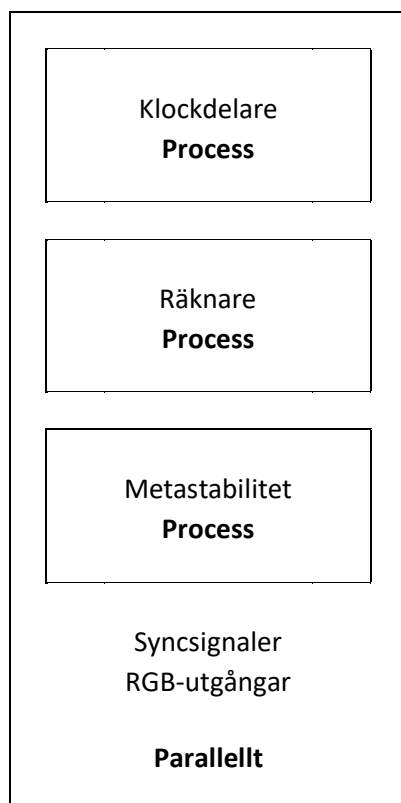 Klockdelare
Process
Räknare
Process
Metastabilitet
Process
Syncsignaler
RGB-utgångar
Parallellt